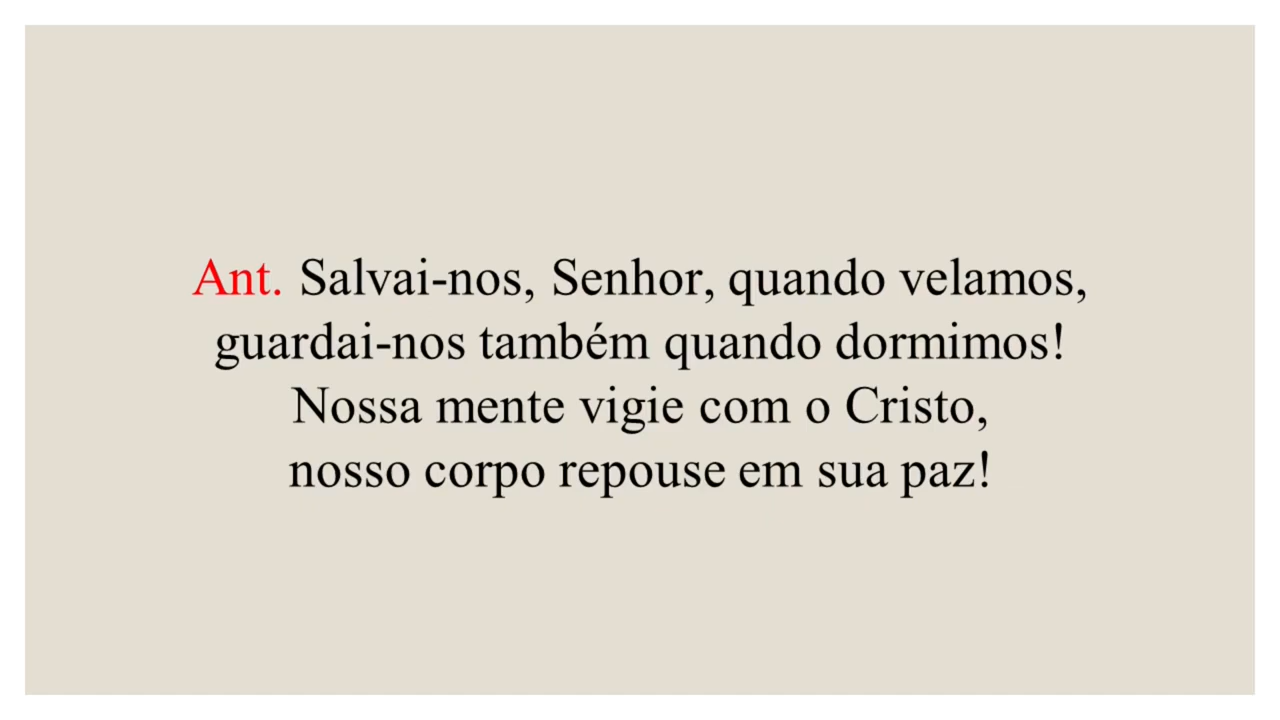 Ant. Salvai-nos, Senhor, quando velamos,
guardai-nos também quando dormimos!
Nossa mente vigie com o Cristo,
nosso corpo repouse em sua paz!